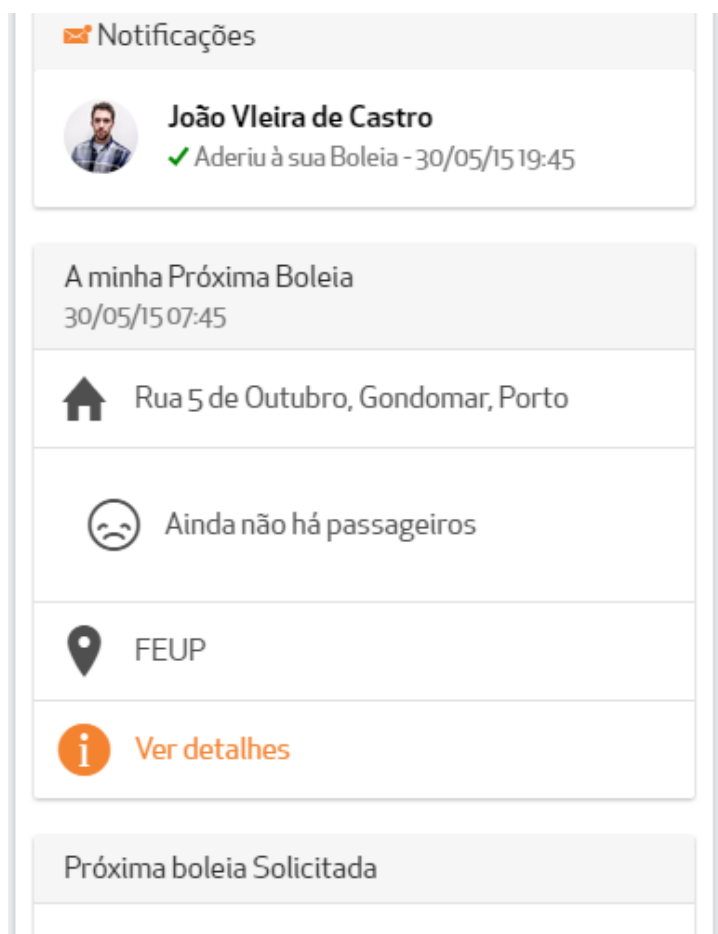 Notificações
João VIeira de Castro
Aderiu à sua Boleia - 30/05/15 19:45
A minha Próxima Boleia
30/05/15 07:45
Rua 5 de Outubro, Gondomar, Porto
Ainda não há passageiros
FEUP
Ver detalhes
Próxima boleia Solicitada